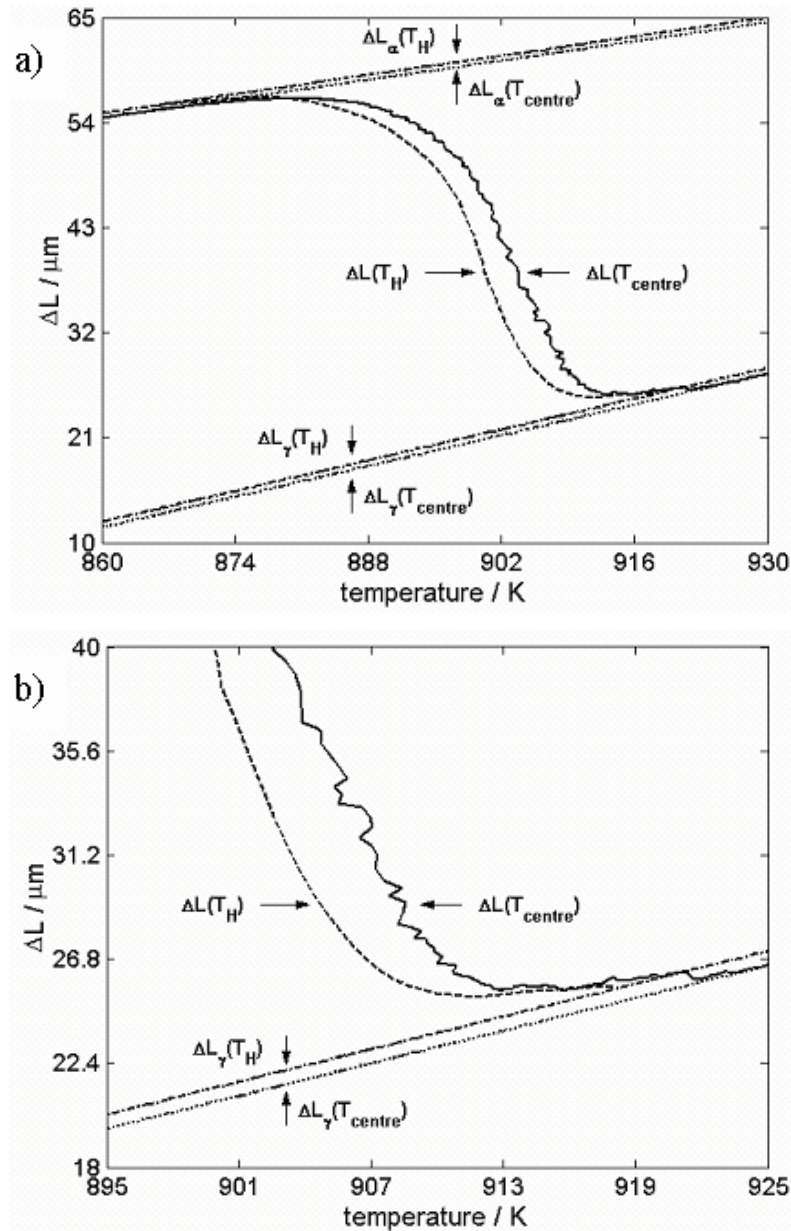 a)
65
54
43
32
21
10
ΔL / μm
ΔLα(TH)
ΔLα(Tcentre)
ΔL(TH)
ΔL(Tcentre)
ΔLγ(TH)
ΔLγ(Tcentre)
860 874 888 902 916 930
temperature / K
b)
40
35.6
31.2
26.8
22.4
18
ΔL / μm
ΔL(TH)
ΔL(Tcentre)
ΔLγ(TH)
ΔLγ(Tcentre)
895 901 907 913 919 925
temperature / K